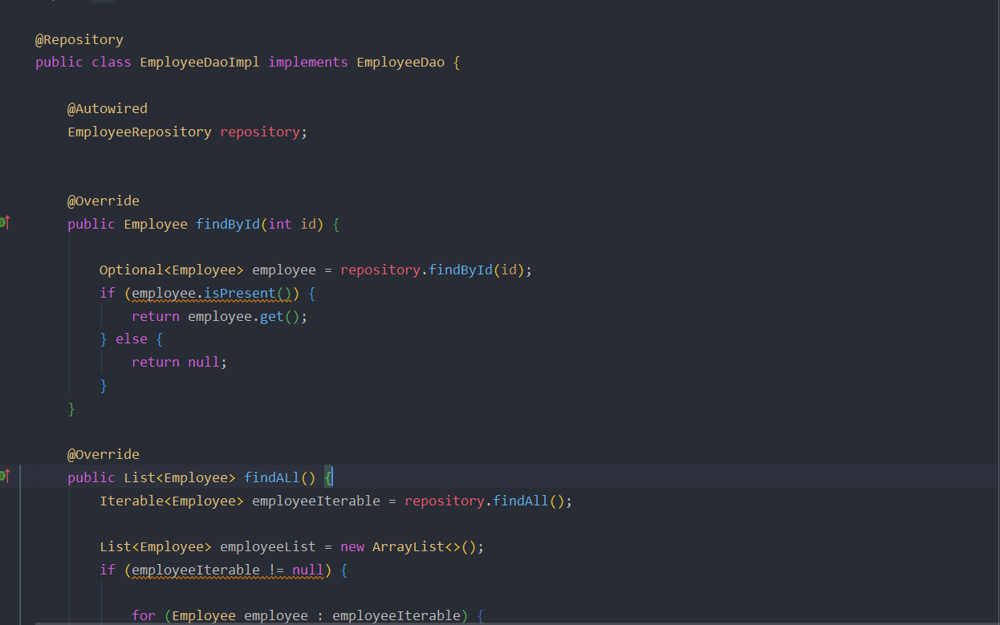 @Repository
public class EmployeeDaoImpl implements EmployeeDao {
@Autowired
EmployeeRepository repository;
@Override
public Employee findById(int id) {
Optional<Employee> employee = repository.findById(id);
if (employee.isPresent()) {
return employee.get();
} else {
return null;
}
}
@Override
public List<Employee> findALl() {
Iterable<Employee> employeeIterable = repository.findAll();
List<Employee> employeeList = new ArrayList<>();
if (employeeIterable != null) {
for (Employee employee : employeeIterable) {